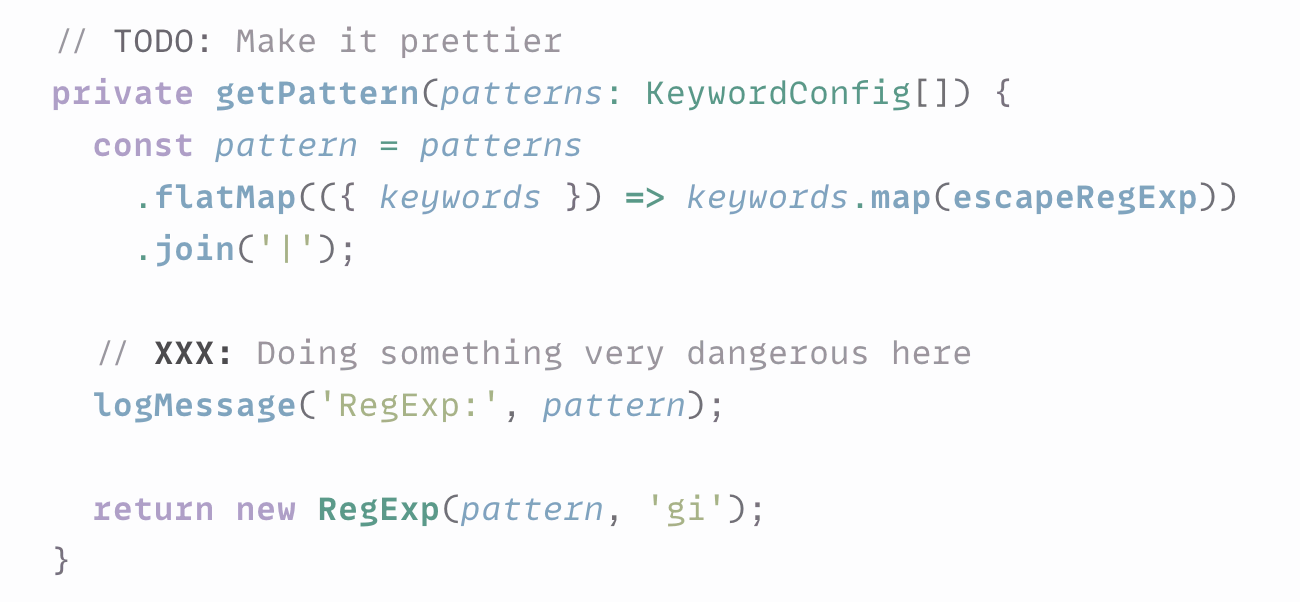 // TODO: Make it prettier
private getPattern(patterns: KeywordConfig[]) {
  const pattern = patterns
    .flatMap(({ keywords }) => keywords.map(escapeRegExp))
    .join('|');

  // XXX: Doing something very dangerous here
  logMessage('RegExp:', pattern);

  return new RegExp(pattern, 'gi');
}